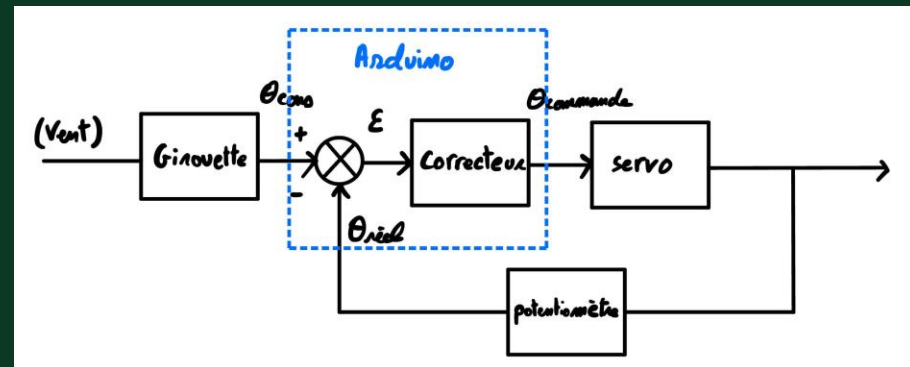 Arduino
θcons
θcommande
(Vent)
+
ε
Girouette
Correcteur
servo
-
θréel
potentiomètre